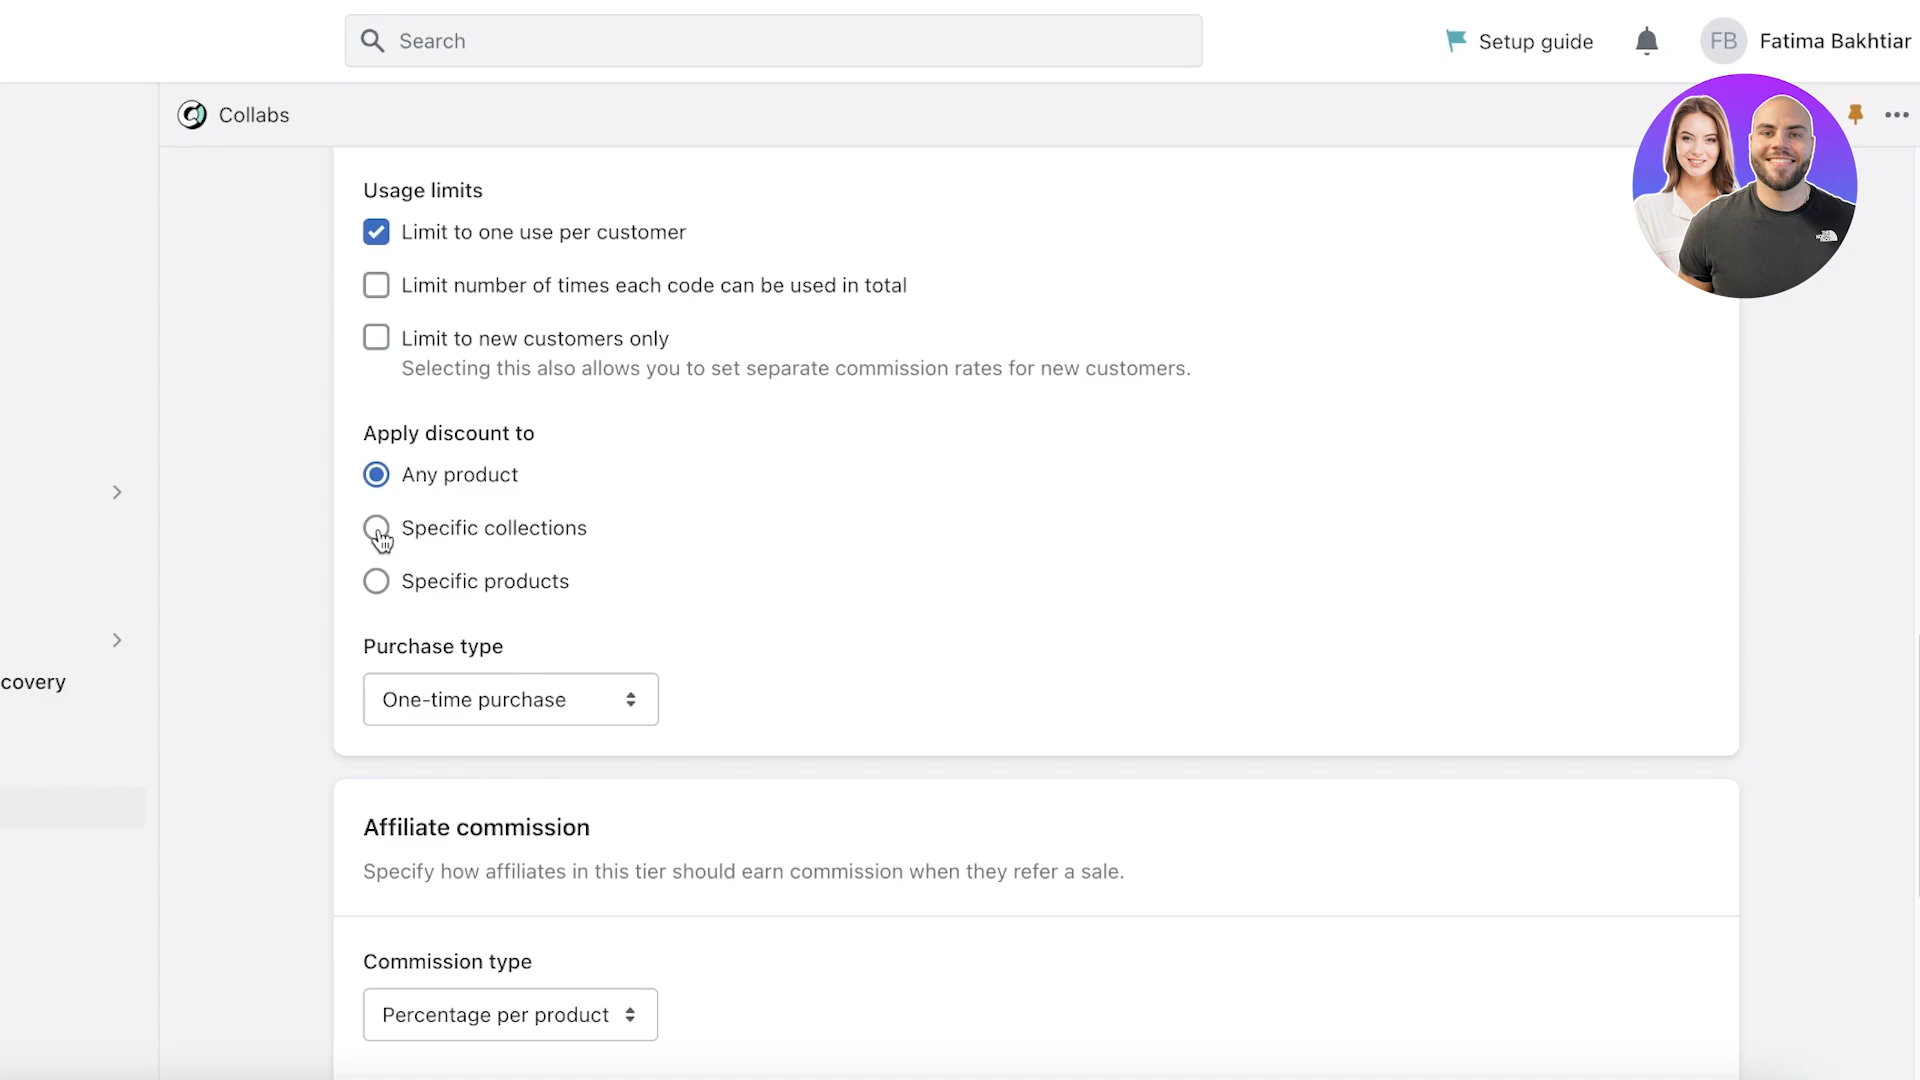 Search
Setup guide
FB
Fatima Bakhtiar
Collabs
Usage limits
Limit to one use per customer
Limit number of times each code can be used in total
Limit to new customers only
Selecting this also allows you to set separate commission rates for new customers.
Apply discount to
Any product
Specific collections
Specific products
Purchase type
covery
One-time purchase
Affiliate commission
Specify how affiliates in this tier should earn commission when they refer a sale.
Commission type
Percentage per product